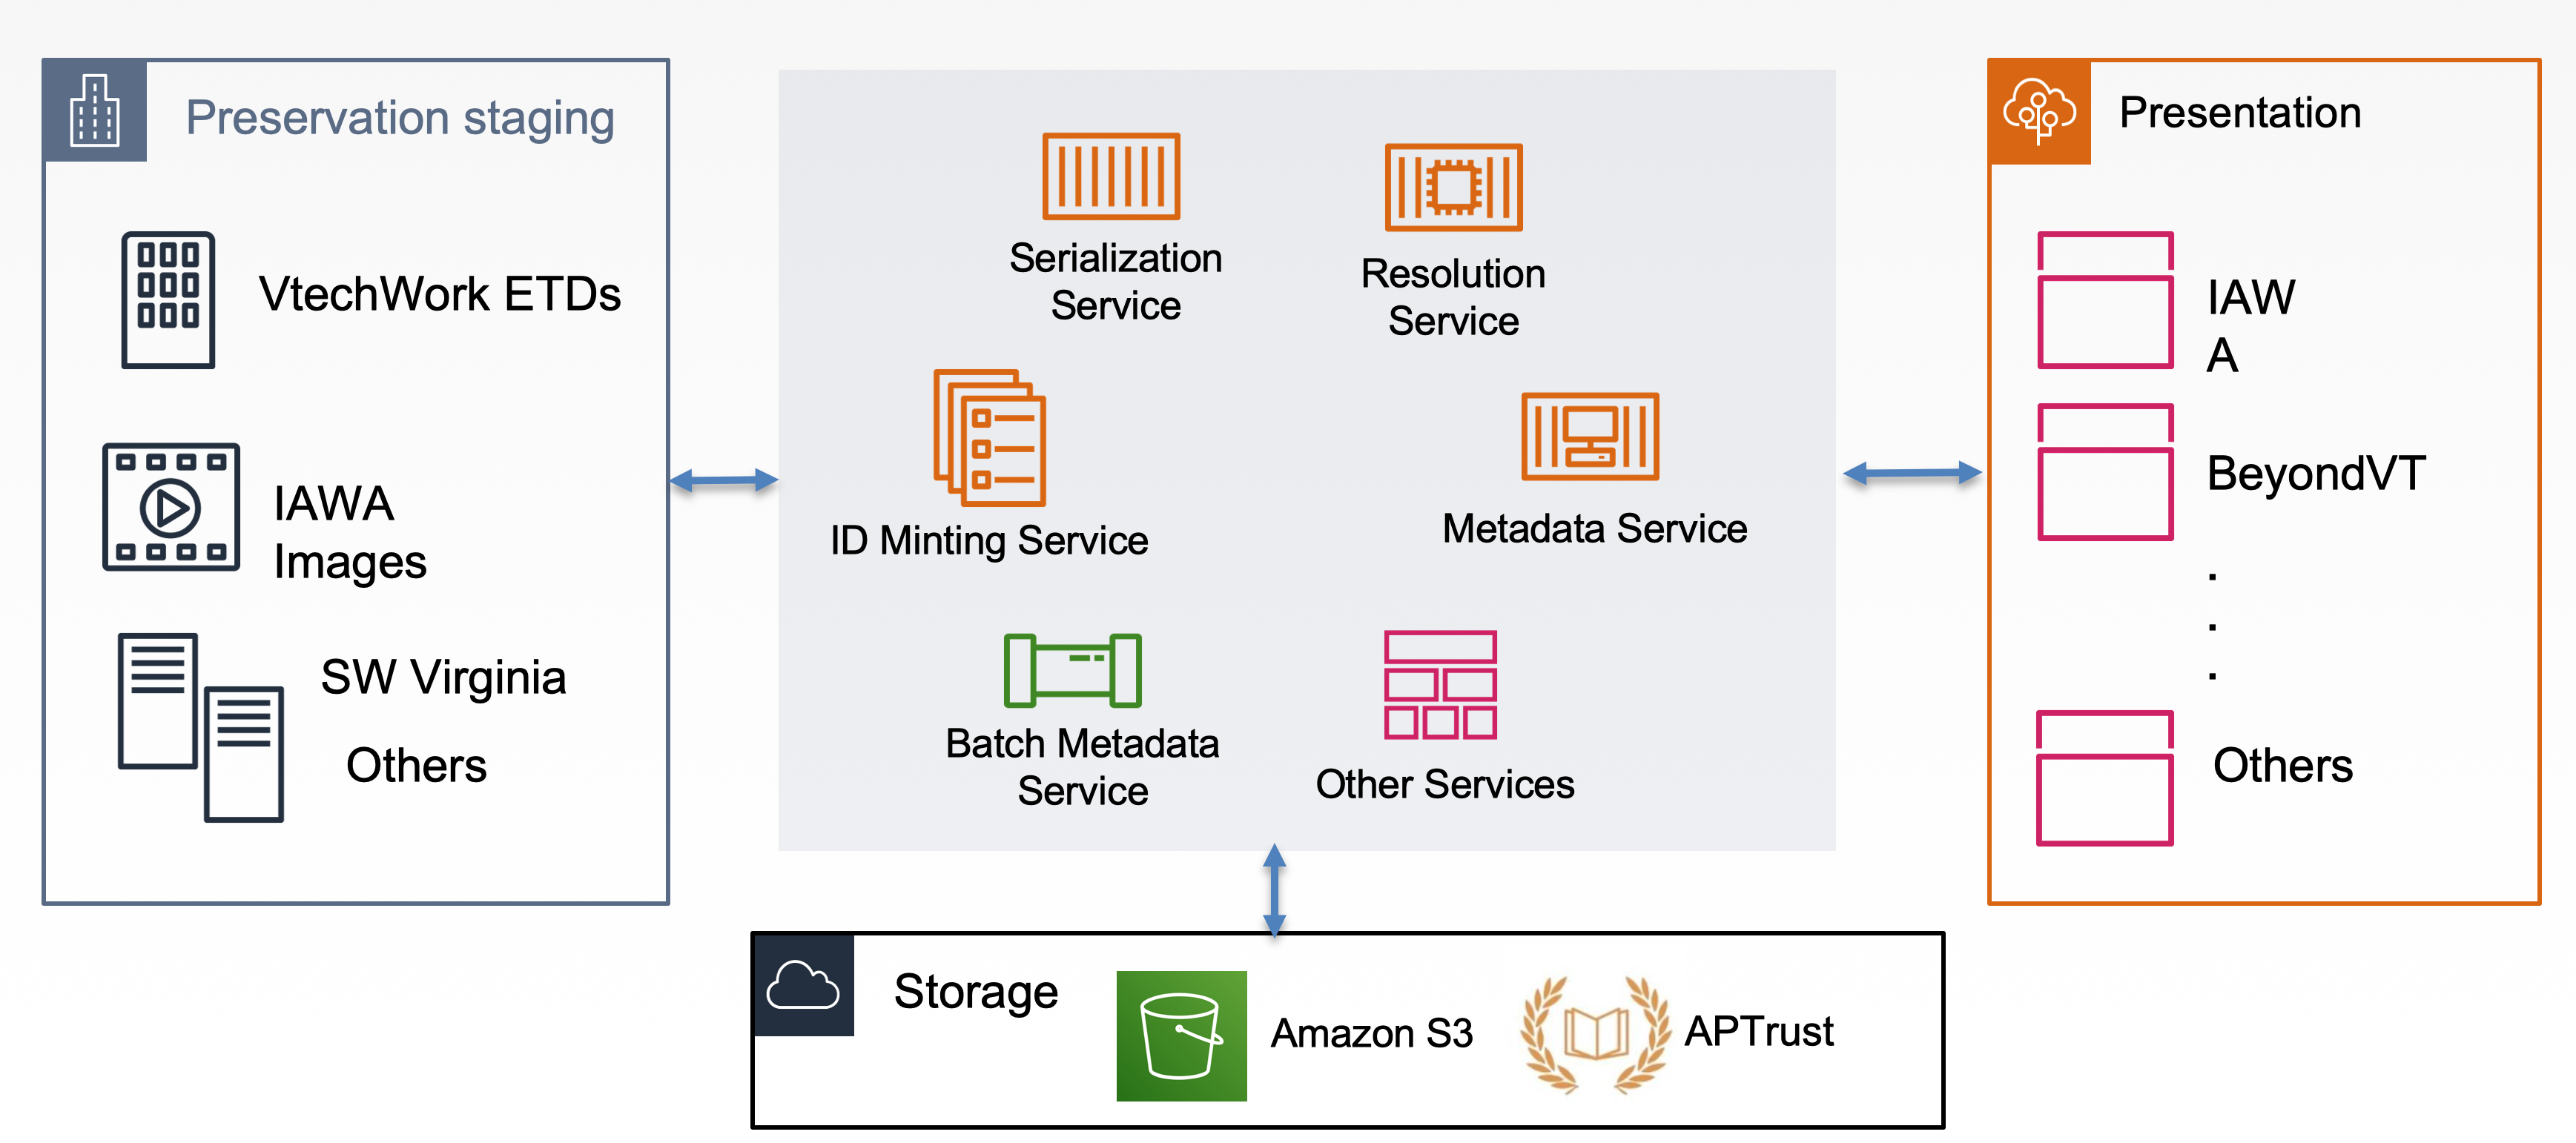 Preservation staging
VtechWork ETDs
IAWA
Images
SW Virginia
Others
Serialization
Service
Resolution
Service
ID Minting Service
Metadata Service
Batch Metadata
Service
Other Services
Presentation
IAW
A
BeyondVT
.
.
.
Others
Storage
Amazon S3
APTrust